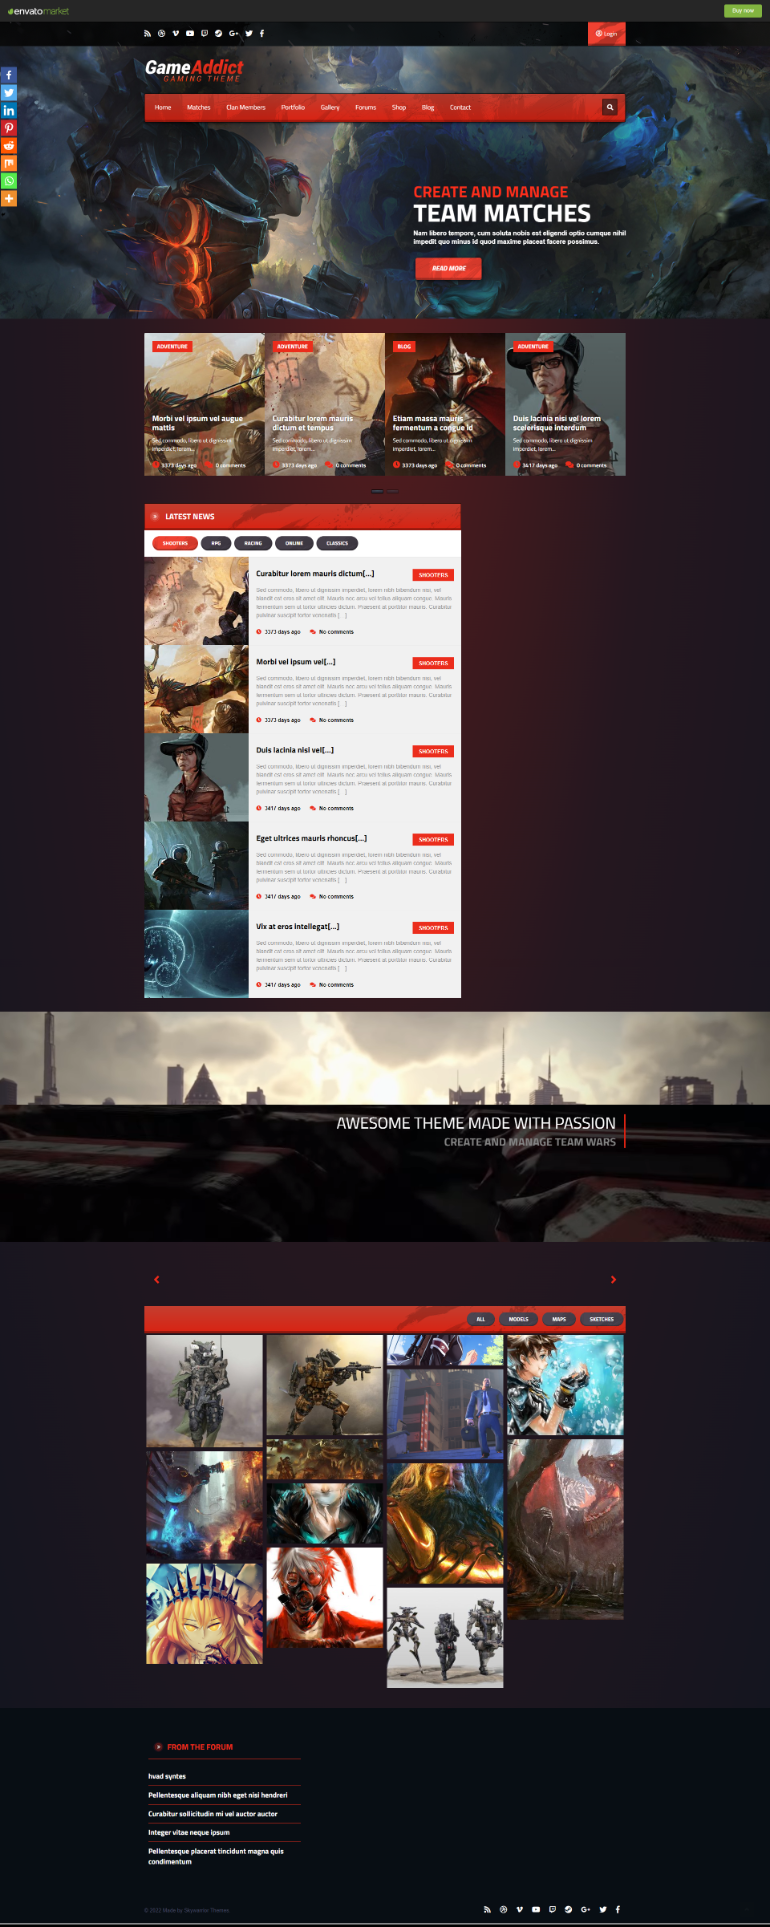 envatomarket
Buy now
Login
GameAddict
GAMING THEME
Home Matches Clan Members Portfolio Gallery Forums Shop Blog Contact
CREATE AND MANAGE
TEAM MATCHES
Nam libero tempore, cum soluta nobis est eligendi optio cumque nihil
impedit quo minus id quod maxime placeat facere possimus.
READ MORE
ADVENTURE
Morbi vel ipsum vel augue
mattis
Sed commodo, libero ut dignissim
imperdiet, lorem...
3373 days ago 0 comments
ADVENTURE
Curabitur lorem mauris
dictum et tempus
Sed commodo, libero ut dignissim
imperdiet, lorem...
3373 days ago 0 comments
BLOG
Etiam massa mauris
fermentum a congue id
Sed commodo, libero ut dignissim
imperdiet, lorem...
3373 days ago 0 comments
ADVENTURE
Duis lacinia nisi vel lorem
scelerisque interdum
Sed commodo, libero ut dignissim
imperdiet, lorem...
3417 days ago 0 comments
LATEST NEWS
SHOOTERS RPG RACING ONLINE CLASSICS
Curabitur lorem mauris dictum[...] SHOOTERS
Sed commodo, libero ut dignissim imperdiet, lorem nibh bibendum nisi, vel
blandit est eros sit amet elit. Mauris nec arcu vel tellus aliquam congue. Mauris
fermentum sem ut tortor ultricies dictum. Praesent at porttitor mauris. Curabitur
pulvinar suscipit tortor venenatis [...]
3373 days ago No comments
Morbi vel ipsum vel[...] SHOOTERS
Sed commodo, libero ut dignissim imperdiet, lorem nibh bibendum nisi, vel
blandit est eros sit amet elit. Mauris nec arcu vel tellus aliquam congue. Mauris
fermentum sem ut tortor ultricies dictum. Praesent at porttitor mauris. Curabitur
pulvinar suscipit tortor venenatis [...]
3373 days ago No comments
Duis lacinia nisi vel[...] SHOOTERS
Sed commodo, libero ut dignissim imperdiet, lorem nibh bibendum nisi, vel
blandit est eros sit amet elit. Mauris nec arcu vel tellus aliquam congue. Mauris
fermentum sem ut tortor ultricies dictum. Praesent at porttitor mauris. Curabitur
pulvinar suscipit tortor venenatis [...]
3417 days ago No comments
Eget ultrices mauris rhoncus[...] SHOOTERS
Sed commodo, libero ut dignissim imperdiet, lorem nibh bibendum nisi, vel
blandit est eros sit amet elit. Mauris nec arcu vel tellus aliquam congue. Mauris
fermentum sem ut tortor ultricies dictum. Praesent at porttitor mauris. Curabitur
pulvinar suscipit tortor venenatis [...]
3417 days ago No comments
Vix at eros intellegat[...] SHOOTERS
Sed commodo, libero ut dignissim imperdiet, lorem nibh bibendum nisi, vel
blandit est eros sit amet elit. Mauris nec arcu vel tellus aliquam congue. Mauris
fermentum sem ut tortor ultricies dictum. Praesent at porttitor mauris. Curabitur
pulvinar suscipit tortor venenatis [...]
3417 days ago No comments
AWESOME THEME MADE WITH PASSION
CREATE AND MANAGE TEAM WARS
ALL MODELS MAPS SKETCHES
FROM THE FORUM
hvad syntes
Pellentesque aliquam nibh eget nisi hendreri
Curabitur sollicitudin mi vel auctor auctor
Integer vitae neque ipsum
Pellentesque placerat tincidunt magna quis
condimentum
© 2022 Made by Skywarrior Themes